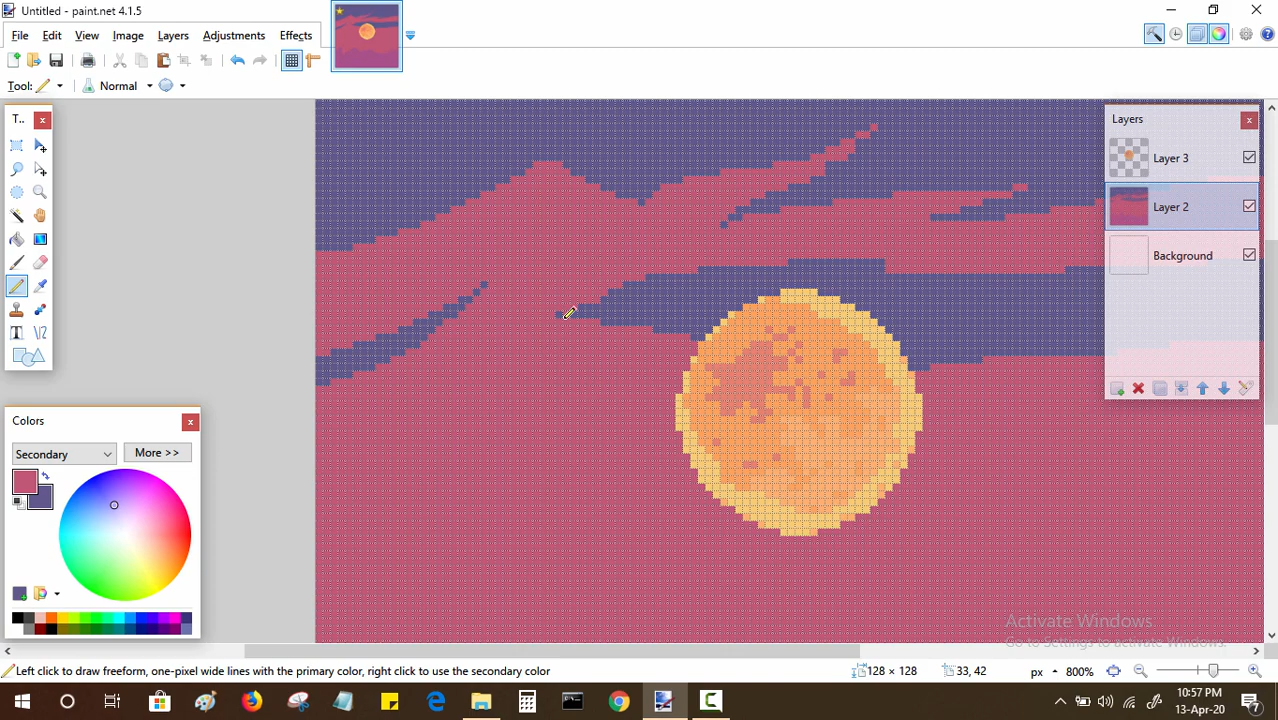 Untitled - paint.net 4.1.5
File Edit View Image Layers Adjustments Effects
Tool: Normal
T...
Layers
Layer 3
Layer 2
Background
Colors
Secondary
More >>
Activate Windows
Go to Settings to activate Windows.
Left click to draw freeform, one-pixel wide lines with the primary color, right click to use the secondary color
128 × 128
33, 42
px
800%
10:57 PM
13-Apr-20
7